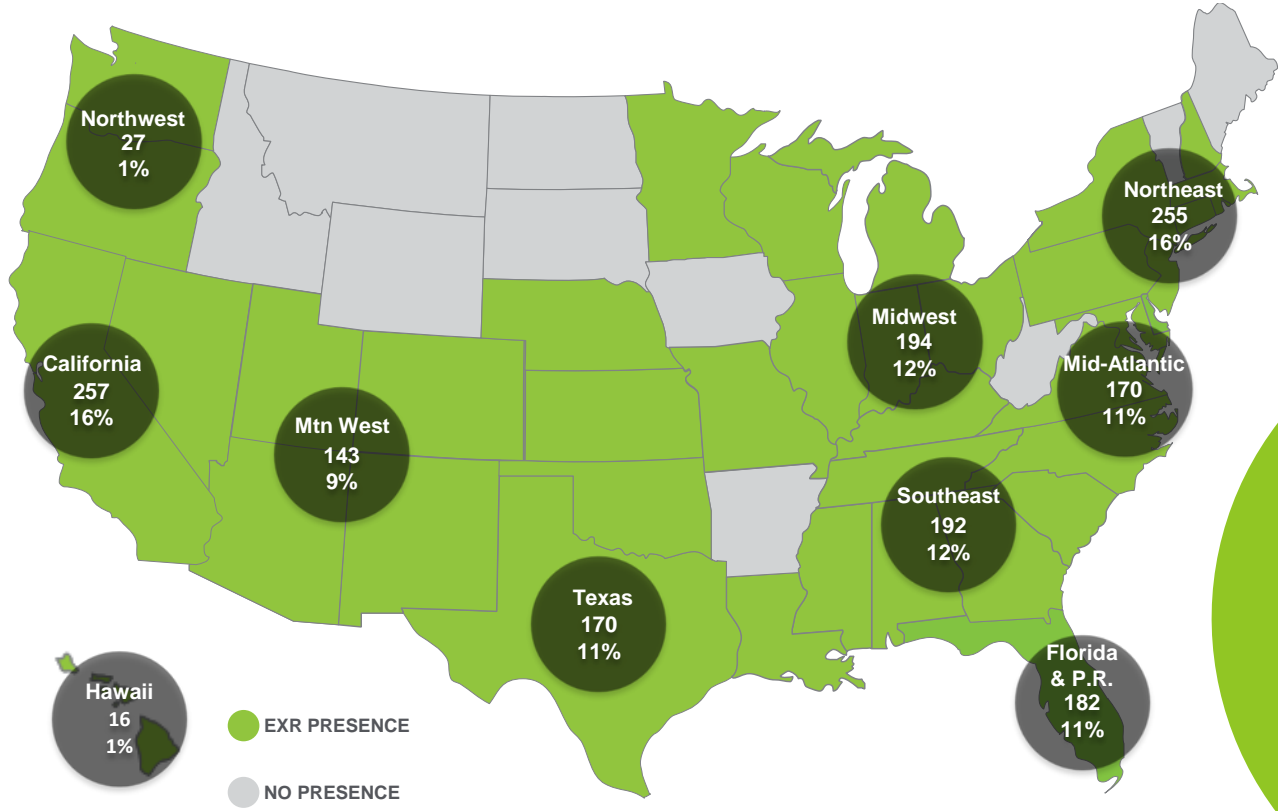 Northwest
27
1%
Northeast
255
16%
Midwest
194
12%
Mid-Atlantic
170
11%
California
257
16%
Mtn West
143
9%
Southeast
192
12%
Texas
170
11%
Florida
& P.R.
182
11%
Hawaii
16
1%
EXR PRESENCE
NO PRESENCE